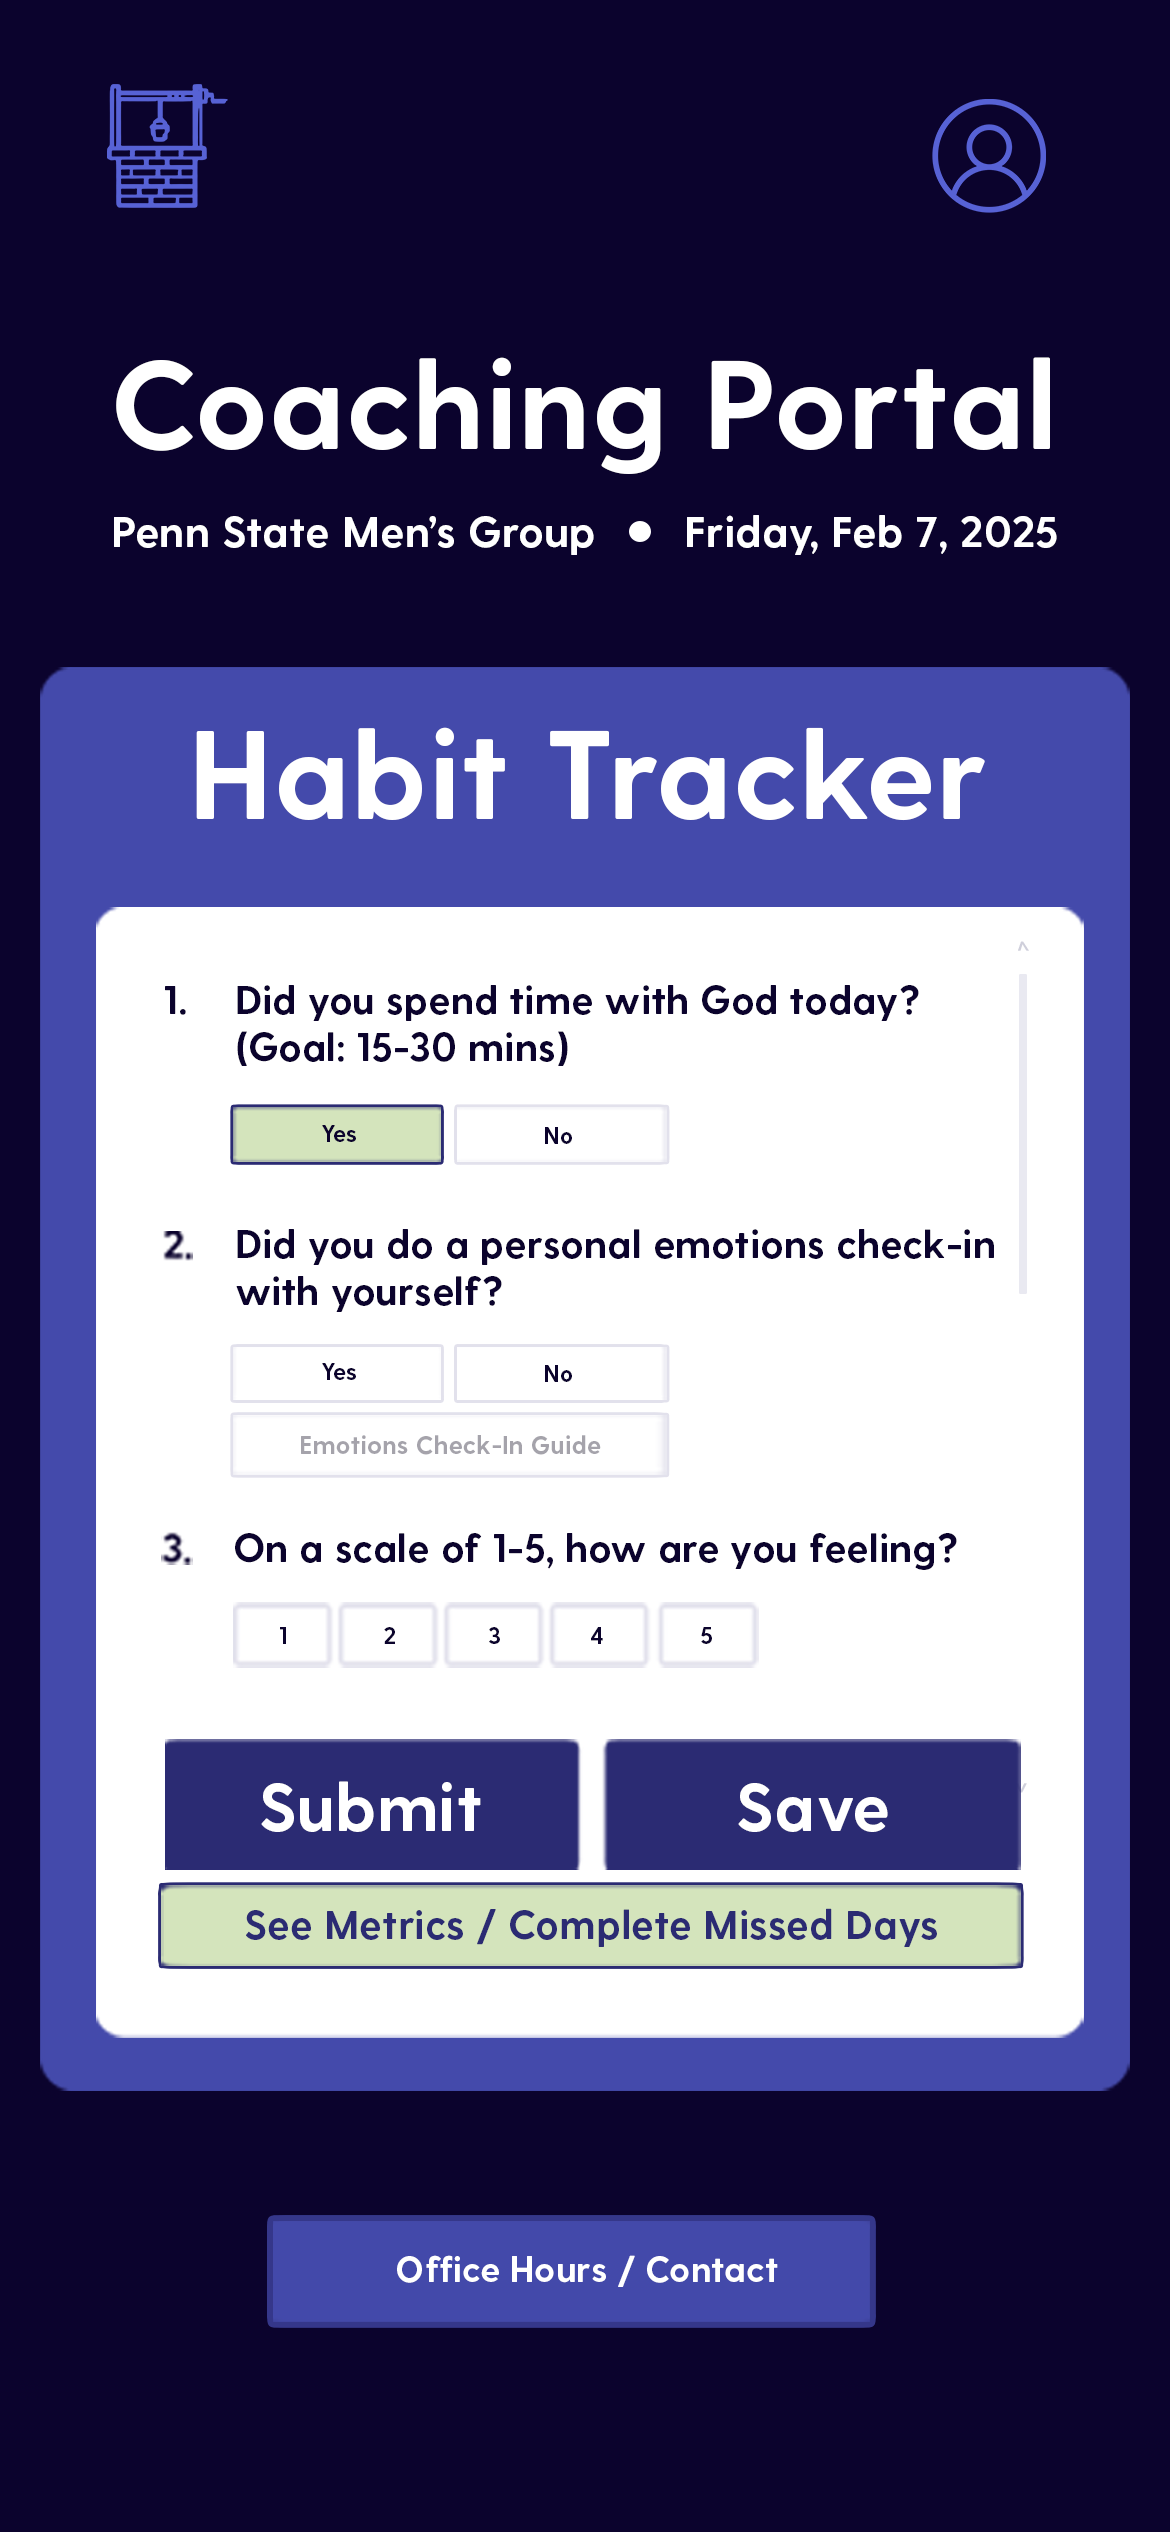 Coaching Portal
Penn State Men’s Group ● Friday, Feb 7, 2025
Habit Tracker
^
1. Did you spend time with God today?
(Goal: 15-30 mins)
Yes No
2. Did you do a personal emotions check-in
with yourself?
Yes No
Emotions Check-In Guide
3. On a scale of 1-5, how are you feeling?
1 2 3 4 5
Submit Save
See Metrics / Complete Missed Days
Office Hours / Contact